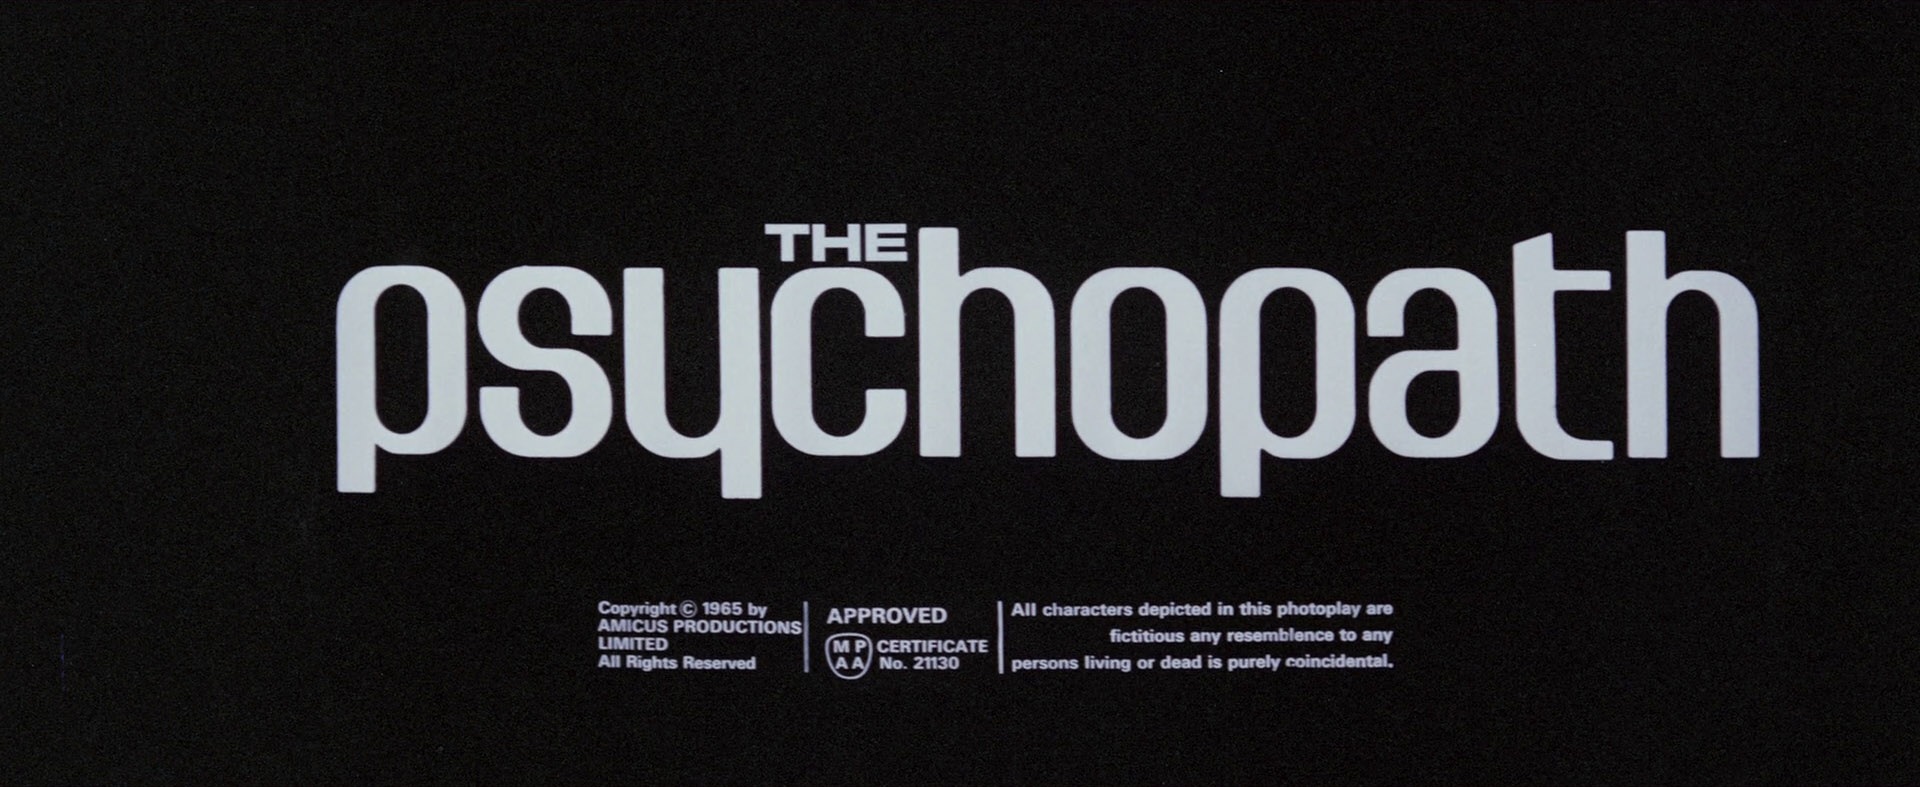 THE
psychopath
Copyright © 1965 by
AMICUS PRODUCTIONS
LIMITED
All Rights Reserved
APPROVED
MPAA CERTIFICATE
No. 21130
All characters depicted in this photoplay are
fictitious any resemblence to any
persons living or dead is purely coincidental.